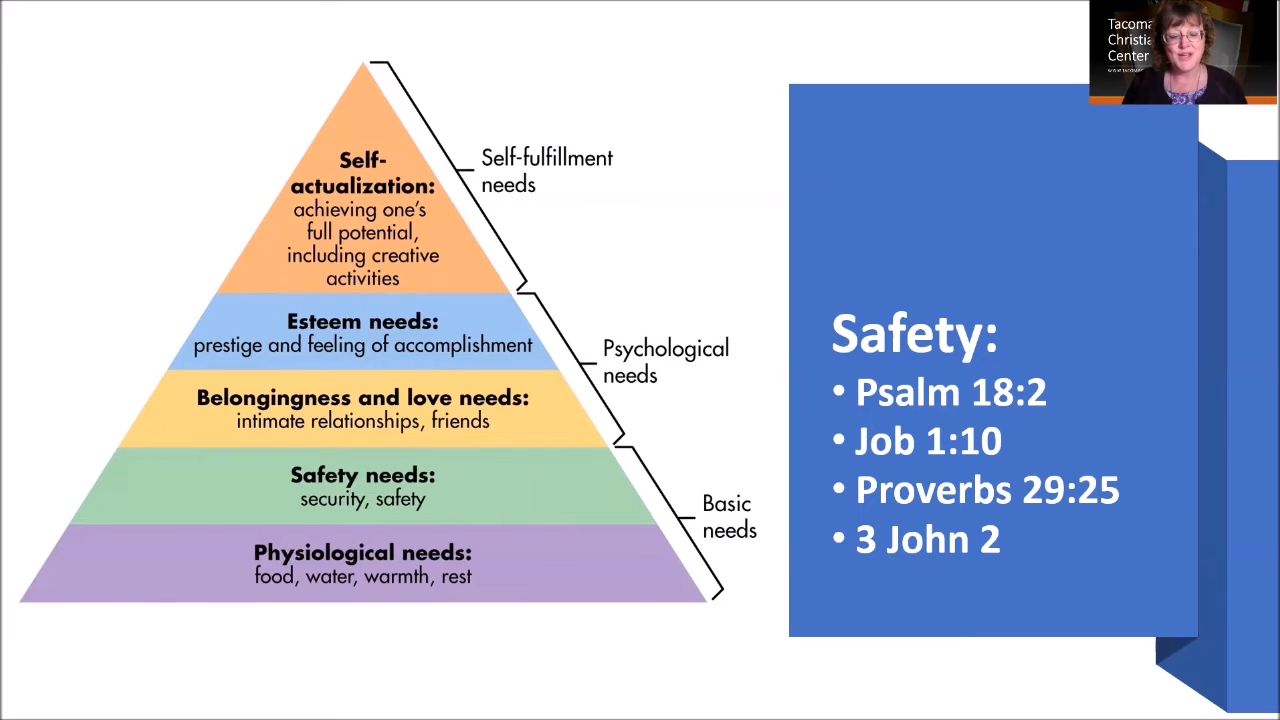 Self-
actualization:
achieving one's
full potential,
including creative
activities
Esteem needs:
prestige and feeling of accomplishment
Belongingness and love needs:
intimate relationships, friends
Safety needs:
security, safety
Physiological needs:
food, water, warmth, rest
Self-fulfillment
needs
Psychological
needs
Basic
needs
Safety:
• Psalm 18:2
• Job 1:10
• Proverbs 29:25
• 3 John 2
Tacoma
Christia
Center